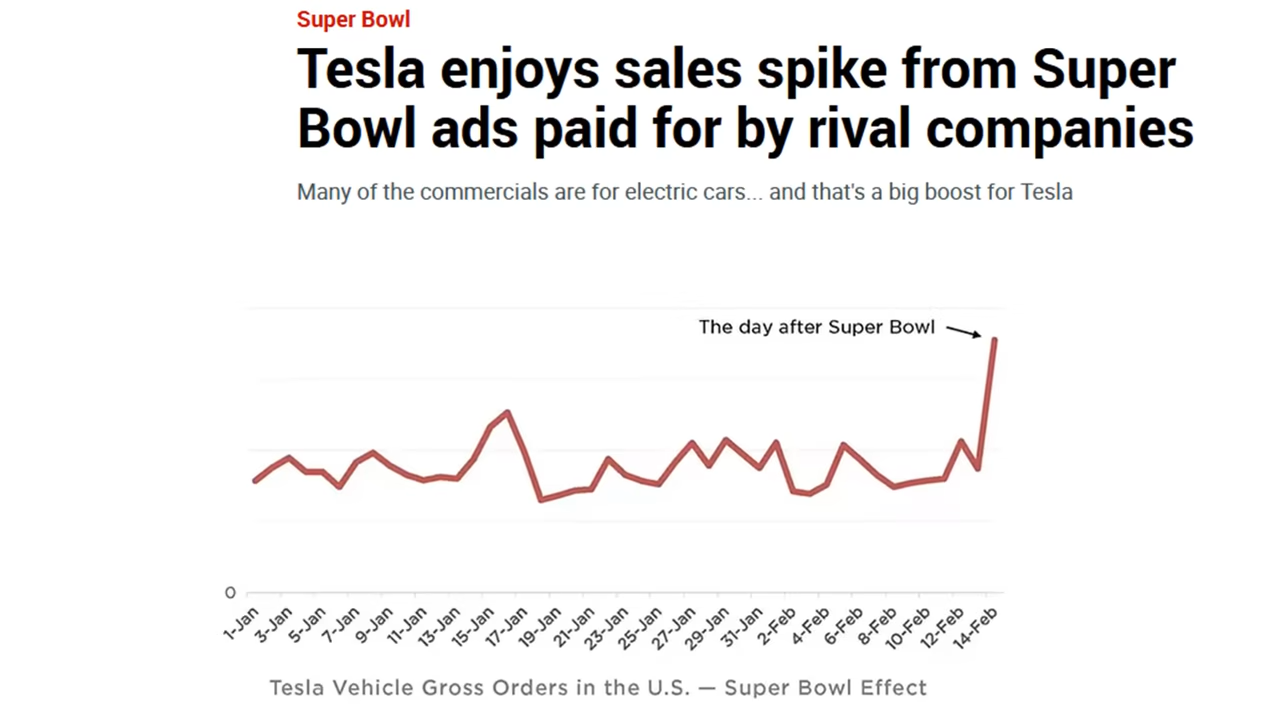 Super Bowl
Tesla enjoys sales spike from Super
Bowl ads paid for by rival companies
Many of the commercials are for electric cars... and that's a big boost for Tesla
The day after Super Bowl
0
1-Jan
3-Jan
5-Jan
7-Jan
9-Jan
11-Jan
13-Jan
15-Jan
17-Jan
19-Jan
21-Jan
23-Jan
25-Jan
27-Jan
29-Jan
31-Jan
2-Feb
4-Feb
6-Feb
8-Feb
10-Feb
12-Feb
14-Feb
Tesla Vehicle Gross Orders in the U.S. — Super Bowl Effect